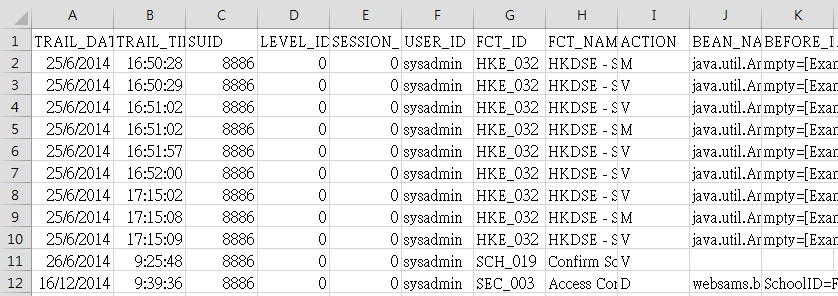 A B C D E F G H I J K
1 TRAIL_DAT TRAIL_TI SUID LEVEL_ID SESSION_ USER_ID FCT_ID FCT_NAM ACTION BEAN_NA BEFORE_I
2 25/6/2014 16:50:28 8886 0 0 sysadmin HKE_032 HKDSE - S M java.util.Ar mpty=[Exar
3 25/6/2014 16:50:29 8886 0 0 sysadmin HKE_032 HKDSE - S V java.util.Ar mpty=[Exar
4 25/6/2014 16:51:02 8886 0 0 sysadmin HKE_032 HKDSE - S V java.util.Ar mpty=[Exar
5 25/6/2014 16:51:02 8886 0 0 sysadmin HKE_032 HKDSE - S M java.util.Ar mpty=[Exar
6 25/6/2014 16:51:57 8886 0 0 sysadmin HKE_032 HKDSE - S V java.util.Ar mpty=[Exar
7 25/6/2014 16:52:00 8886 0 0 sysadmin HKE_032 HKDSE - S V java.util.Ar mpty=[Exar
8 25/6/2014 17:15:02 8886 0 0 sysadmin HKE_032 HKDSE - S V java.util.Ar mpty=[Exar
9 25/6/2014 17:15:08 8886 0 0 sysadmin HKE_032 HKDSE - S M java.util.Ar mpty=[Exar
10 25/6/2014 17:15:09 8886 0 0 sysadmin HKE_032 HKDSE - S V java.util.Ar mpty=[Exar
11 26/6/2014 9:25:48 8886 0 0 sysadmin SCH_019 Confirm Sc V
12 16/12/2014 9:39:36 8886 0 0 sysadmin SEC_003 Access Con D websams.b SchoolID=F